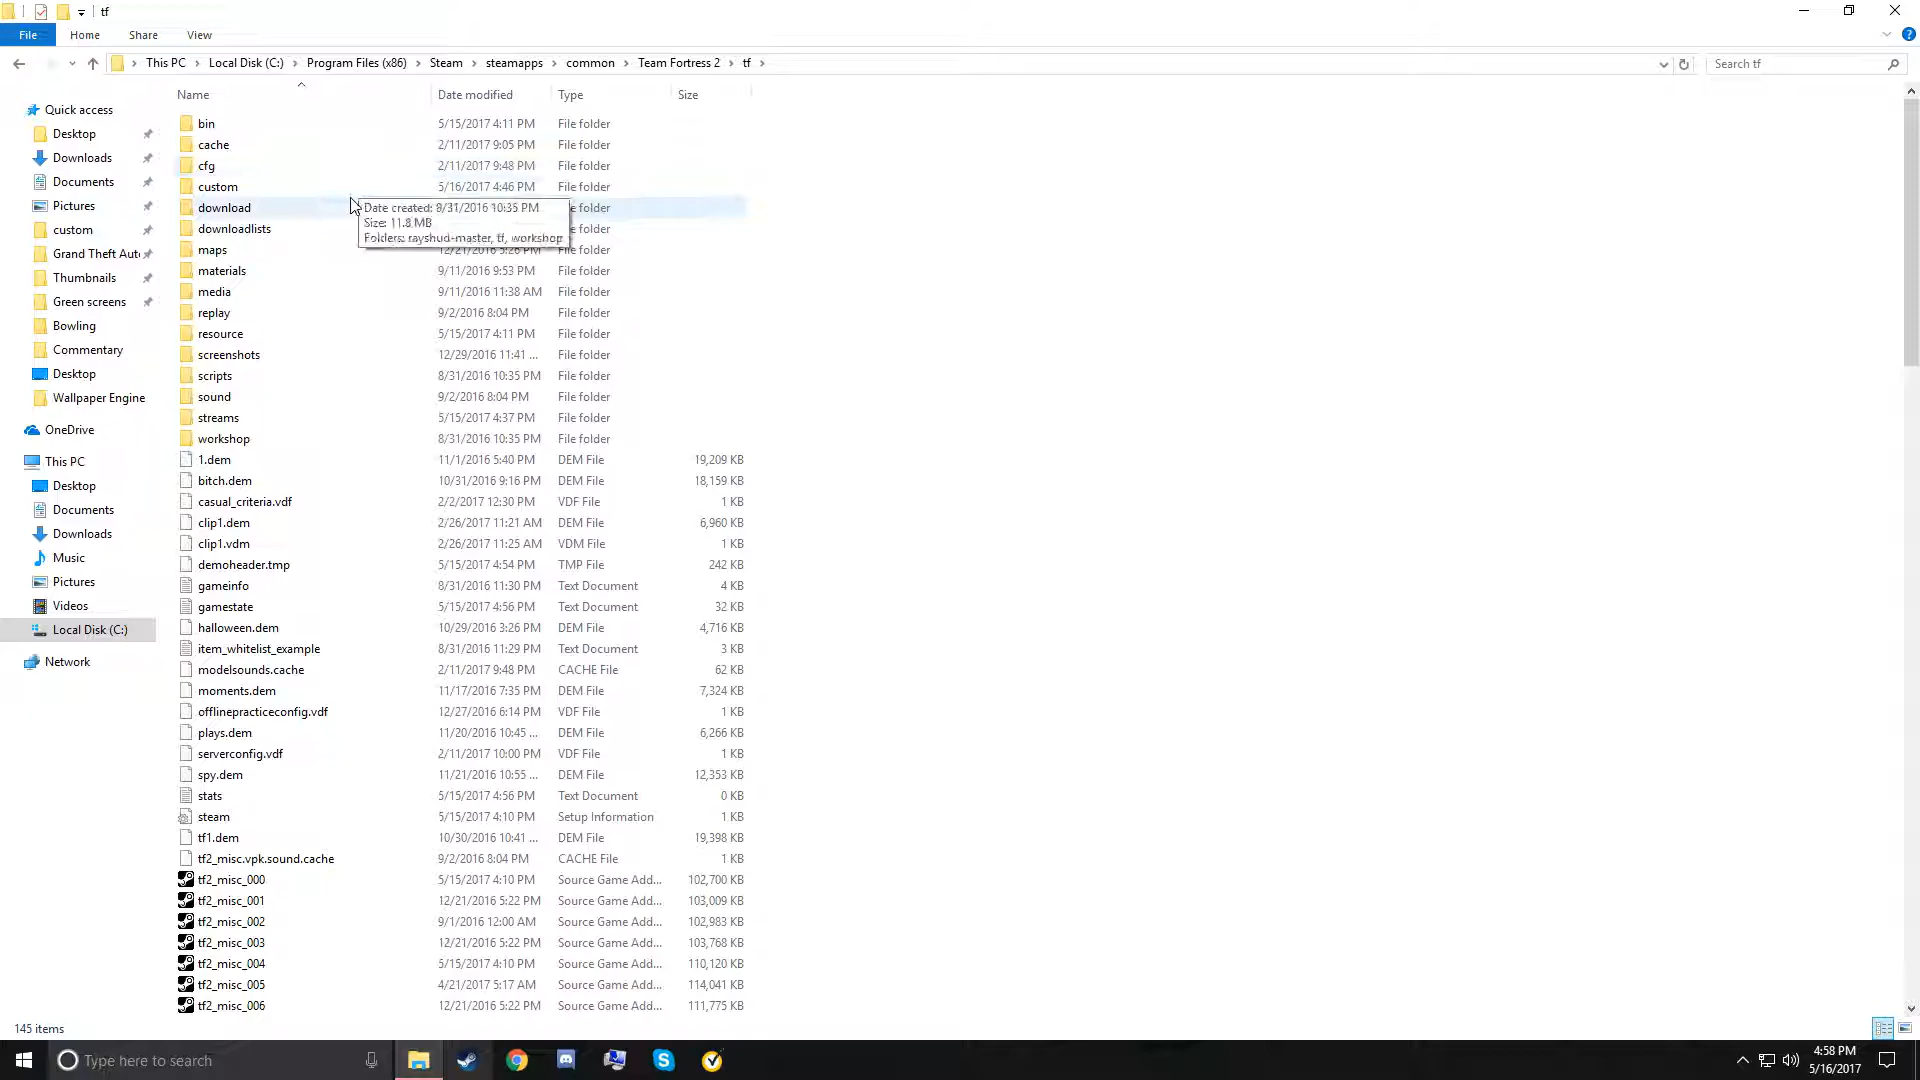 tf
File Home Share View
This PC Local Disk (C:) Program Files (x86) Steam steamapps common Team Fortress 2 tf Search tf
Name Date modified Type Size
Quick access
Desktop
Downloads
Documents
Pictures
custom
Grand Theft Aut
Thumbnails
Green screens
Bowling
Commentary
Desktop
Wallpaper Engine
OneDrive
This PC
Desktop
Documents
Downloads
Music
Pictures
Videos
Local Disk (C:)
Network
bin 5/15/2017 4:11 PM File folder
cache 2/11/2017 9:05 PM File folder
cfg 2/11/2017 9:48 PM File folder
custom 5/16/2017 4:46 PM File folder
download e folder
downloadlists e folder
Date created: 8/31/2016 10:35 PM
Size: 11.8 MB
Folders: rayshud-master, tf, workshop
maps 12/21/2016 5:26 PM File folder
materials 9/11/2016 9:53 PM File folder
media 9/11/2016 11:38 AM File folder
replay 9/2/2016 8:04 PM File folder
resource 5/15/2017 4:11 PM File folder
screenshots 12/29/2016 11:41 ... File folder
scripts 8/31/2016 10:35 PM File folder
sound 9/2/2016 8:04 PM File folder
streams 5/15/2017 4:37 PM File folder
workshop 8/31/2016 10:35 PM File folder
1.dem 11/1/2016 5:40 PM DEM File 19,209 KB
bitch.dem 10/31/2016 9:16 PM DEM File 18,159 KB
casual_criteria.vdf 2/2/2017 12:30 PM VDF File 1 KB
clip1.dem 2/26/2017 11:21 AM DEM File 6,960 KB
clip1.vdm 2/26/2017 11:25 AM VDM File 1 KB
demoheader.tmp 5/15/2017 4:54 PM TMP File 242 KB
gameinfo 8/31/2016 11:30 PM Text Document 4 KB
gamestate 5/15/2017 4:56 PM Text Document 32 KB
halloween.dem 10/29/2016 3:26 PM DEM File 4,716 KB
item_whitelist_example 8/31/2016 11:29 PM Text Document 3 KB
modelsounds.cache 2/11/2017 9:48 PM CACHE File 62 KB
moments.dem 11/17/2016 7:35 PM DEM File 7,324 KB
offlinepracticeconfig.vdf 12/27/2016 6:14 PM VDF File 1 KB
plays.dem 11/20/2016 10:45 ... DEM File 6,266 KB
serverconfig.vdf 2/11/2017 10:00 PM VDF File 1 KB
spy.dem 11/21/2016 10:55 ... DEM File 12,353 KB
stats 5/15/2017 4:56 PM Text Document 0 KB
steam 5/15/2017 4:10 PM Setup Information 1 KB
tf1.dem 10/30/2016 10:41 ... DEM File 19,398 KB
tf2_misc.vpk.sound.cache 9/2/2016 8:04 PM CACHE File 1 KB
tf2_misc_000 5/15/2017 4:10 PM Source Game Add... 102,700 KB
tf2_misc_001 12/21/2016 5:22 PM Source Game Add... 103,009 KB
tf2_misc_002 9/1/2016 12:00 AM Source Game Add... 102,983 KB
tf2_misc_003 12/21/2016 5:22 PM Source Game Add... 103,768 KB
tf2_misc_004 5/15/2017 4:10 PM Source Game Add... 110,120 KB
tf2_misc_005 4/21/2017 5:17 AM Source Game Add... 114,041 KB
tf2_misc_006 12/21/2016 5:22 PM Source Game Add... 111,775 KB
145 items
Type here to search
4:58 PM
5/16/2017